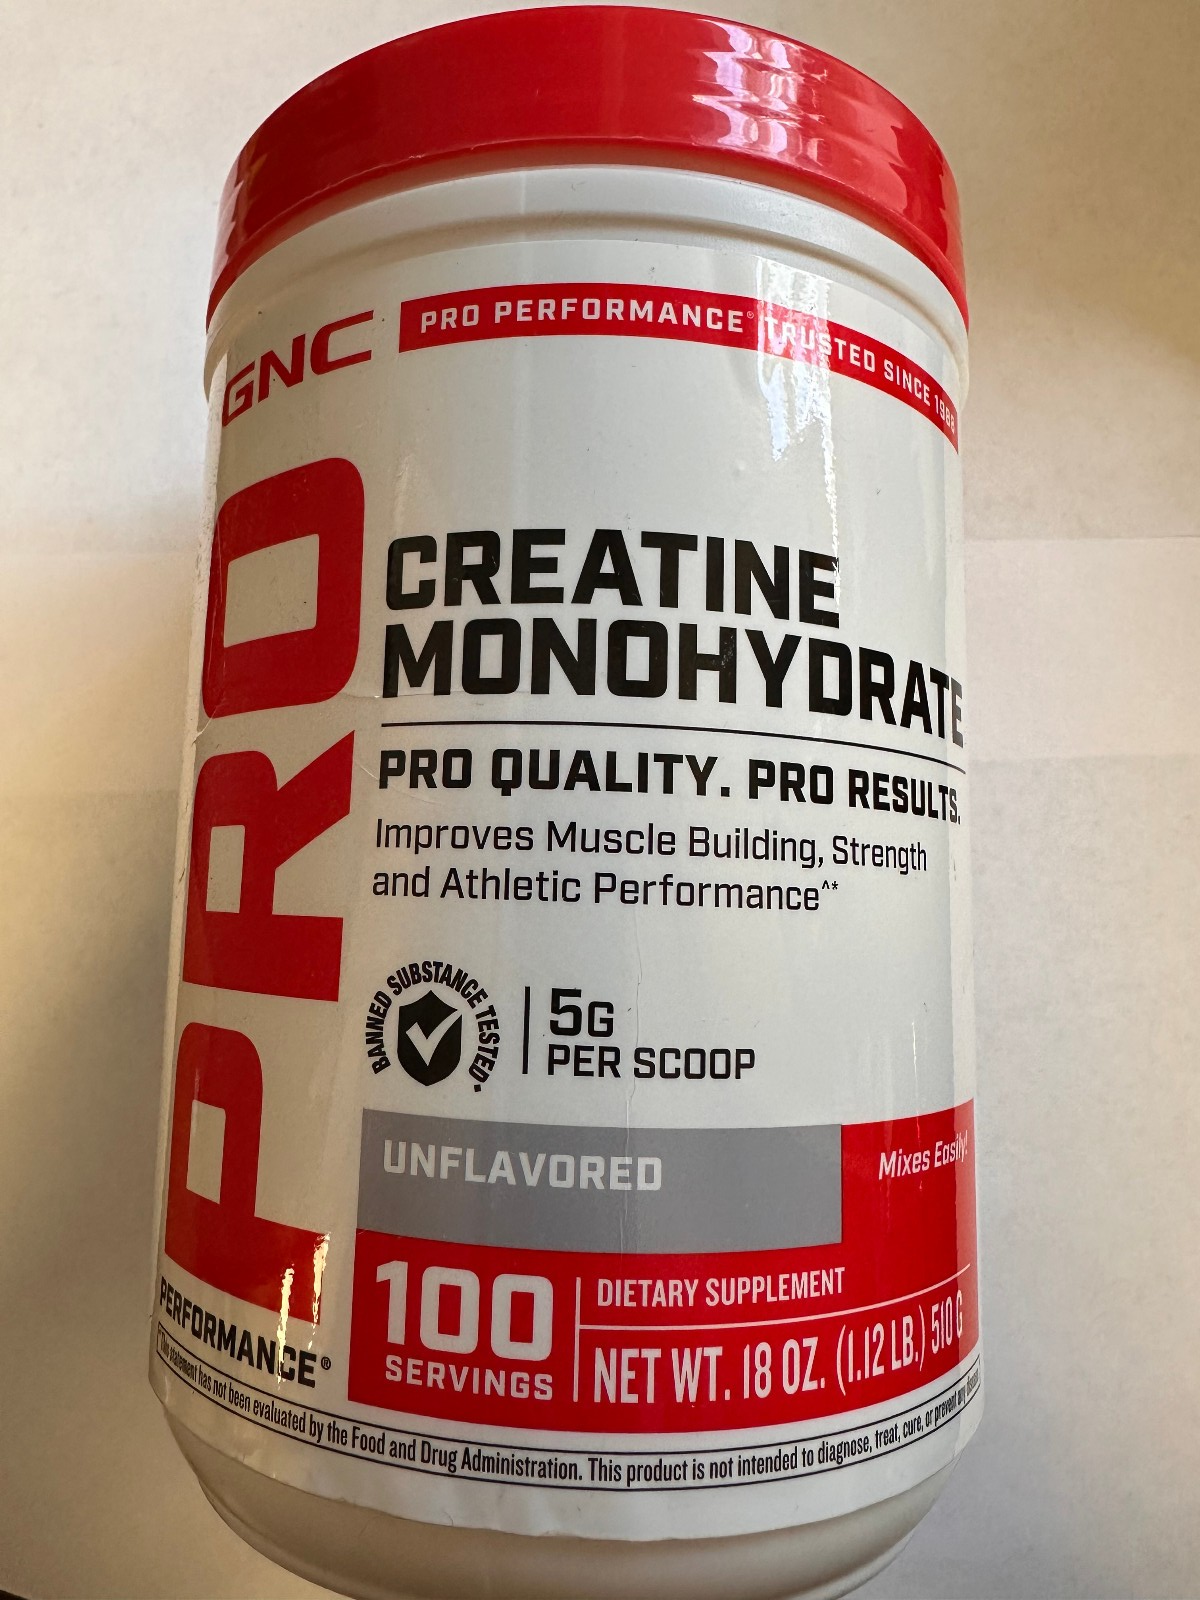 GNC
PRO PERFORMANCE® TRUSTED SINCE 1988
PRO
PERFORMANCE®
CREATINE
MONOHYDRATE
PRO QUALITY. PRO RESULTS.
Improves Muscle Building, Strength
and Athletic Performance^*
BANNED SUBSTANCE TESTED
5G
PER SCOOP
UNFLAVORED
Mixes Easily!
100
SERVINGS
DIETARY SUPPLEMENT
NET WT. 18 OZ. (1.12 LB.) 510 G
*This statement has not been evaluated by the Food and Drug Administration. This product is not intended to diagnose, treat, cure, or prevent any disease.